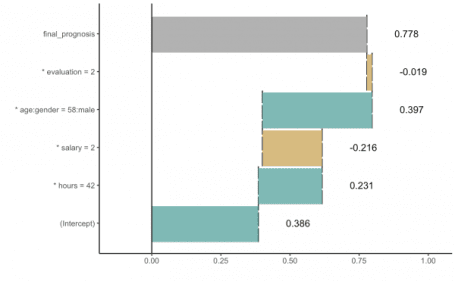 final_prognosis 0.778
* evaluation = 2 -0.019
* age:gender = 58:male 0.397
* salary = 2 -0.216
* hours = 42 0.231
(Intercept) 0.386
0.00 0.25 0.50 0.75 1.00